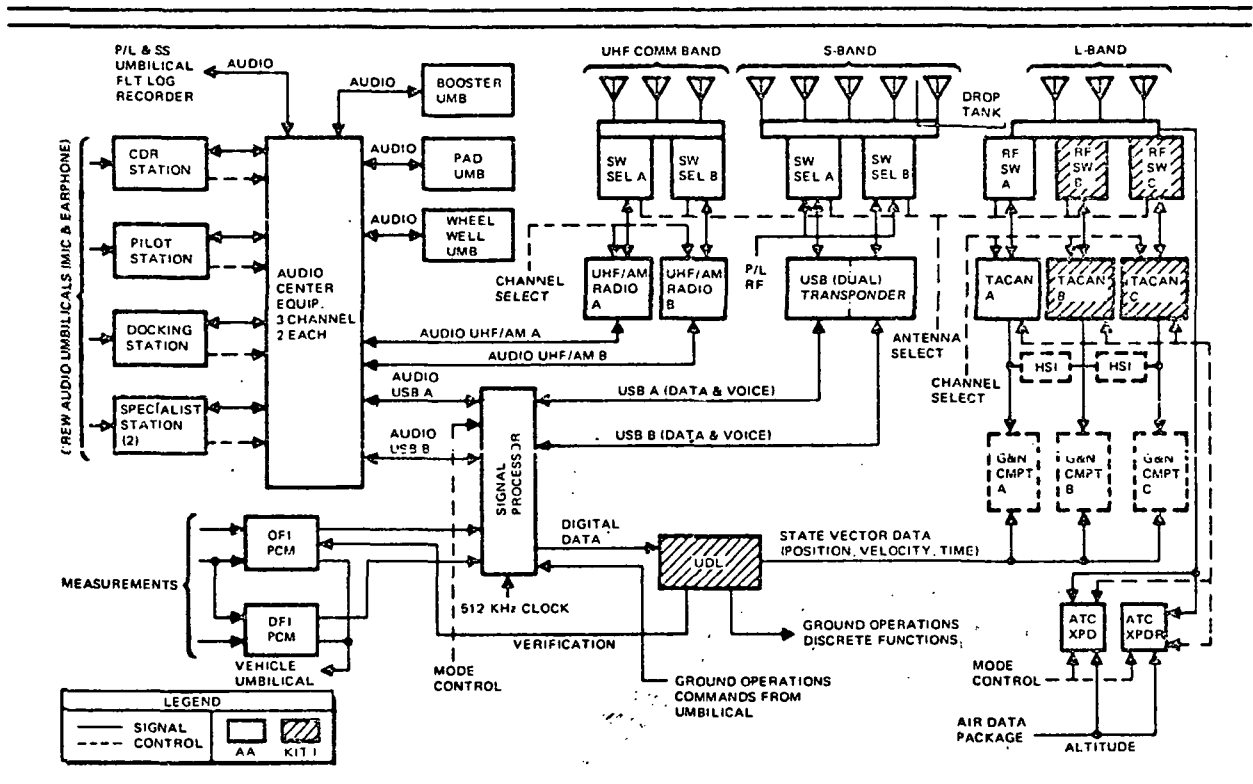 P/L & SS
UMBILICAL
FLT LOG
RECORDER
AUDIO
AUDIO
BOOSTER
UMB
UHF COMM BAND
S-BAND
L-BAND
DROP
TANK
CREW AUDIO UMBILICALS (MIC & EARPHONE)
CDR
STATION
PILOT
STATION
DOCKING
STATION
SPECIALIST
STATION
(2)
AUDIO
CENTER
EQUIP.
3 CHANNEL
2 EACH
AUDIO
PAD
UMB
AUDIO
WHEEL
WELL
UMB
SW
SEL A
SW
SEL B
SW
SEL A
SW
SEL B
RF
SW
A
RF
SW
B
RF
SW
C
CHANNEL
SELECT
UHF/AM
RADIO
A
UHF/AM
RADIO
B
P/L
RF
USB (DUAL)
TRANSPONDER
TACAN
A
TACAN
B
TACAN
C
AUDIO UHF/AM A
AUDIO UHF/AM B
ANTENNA
SELECT
CHANNEL
SELECT
HSI
HSI
AUDIO
USB A
AUDIO
USB B
SIGNAL
PROCESSOR
USB A (DATA & VOICE)
USB B (DATA & VOICE)
G&N
CMPT
A
G&N
CMPT
B
G&N
CMPT
C
MEASUREMENTS
OFI
PCM
DFI
PCM
VEHICLE
UMBILICAL
DIGITAL
DATA
UDL
STATE VECTOR DATA
(POSITION, VELOCITY, TIME)
512 KHz CLOCK
VERIFICATION
GROUND OPERATIONS
DISCRETE FUNCTIONS
MODE
CONTROL
GROUND OPERATIONS
COMMANDS FROM
UMBILICAL
ATC
XPD
ATC
XPDR
MODE
CONTROL
AIR DATA
PACKAGE
ALTITUDE
LEGEND
SIGNAL
CONTROL
AA
KIT I